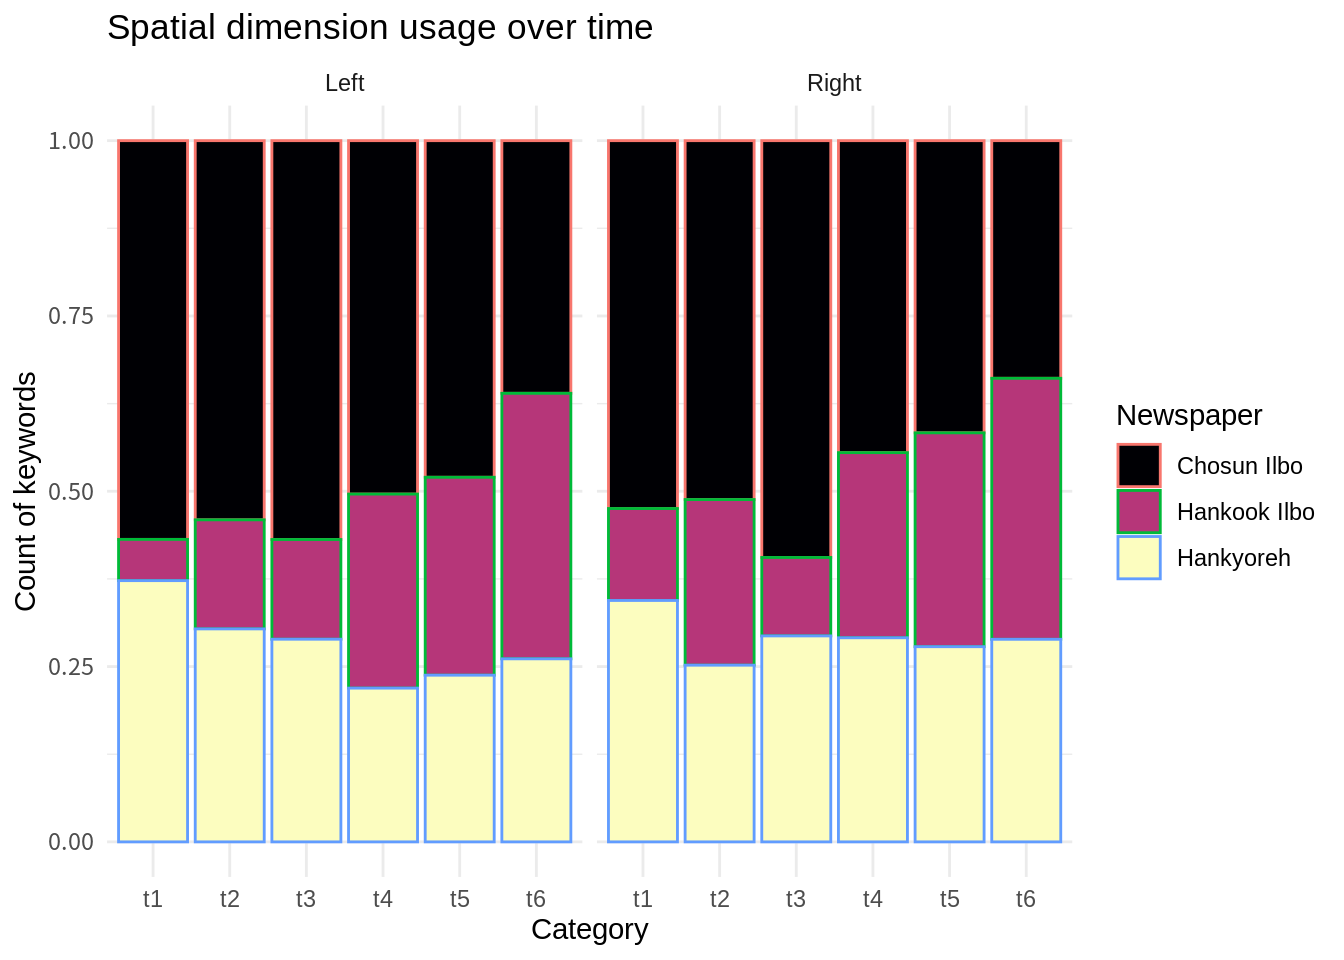 Spatial dimension usage over time
Left
Right
1.00
0.75
0.50
0.25
0.00
Count of keywords
t1 t2 t3 t4 t5 t6
t1 t2 t3 t4 t5 t6
Category
Newspaper
Chosun Ilbo
Hankook Ilbo
Hankyoreh